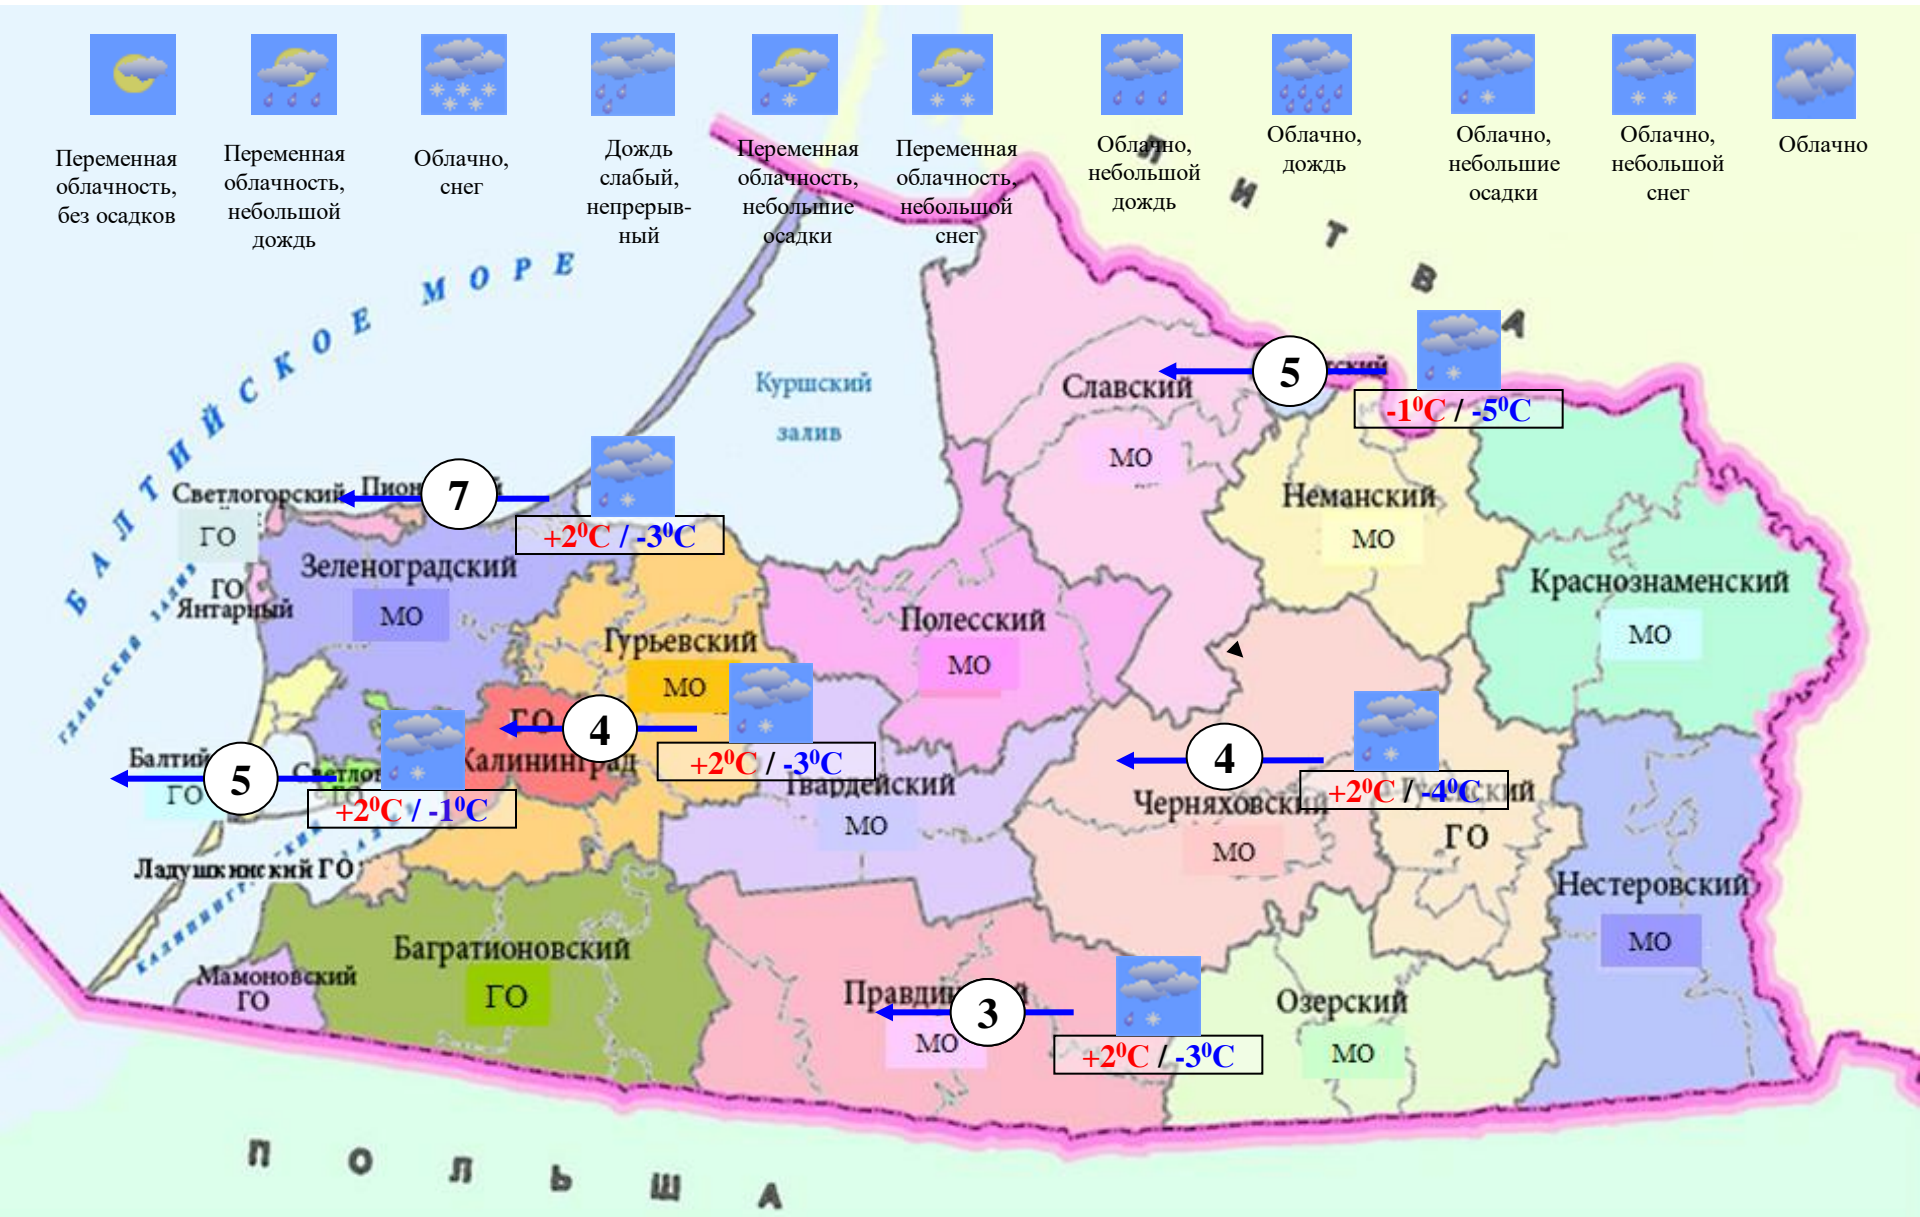 Переменная
облачность,
без осадков
Переменная
облачность,
небольшой
дождь
Облачно,
снег
Дождь
слабый,
непрерыв-
ный
Переменная
облачность,
небольшие
осадки
Переменная
облачность,
небольшой
снег
Облачно,
небольшой
дождь
Облачно,
дождь
Облачно,
небольшие
осадки
Облачно,
небольшой
снег
Облачно
ЛИТВА
БАЛТИЙСКОЕ МОРЕ
Куршский
залив
Славский
МО
5
-1⁰C / -5⁰C
Светлогорский
ГО
7
+2⁰C / -3⁰C
Неманский
МО
Зеленоградский
МО
ГО
Янтарный
Краснознаменский
МО
Гурьевский
МО
Полесский
МО
ГДАНЬСКИЙ ЗАЛИВ
ГО
Калининград
4
+2⁰C / -3⁰C
5
ГО
+2⁰C / -1⁰C
Гвардейский
МО
4
+2⁰C / -4⁰C
Черняховский
МО
ГО
Ладушкинский ГО
Нестеровский
МО
Багратионовский
ГО
Мамоновский
ГО
3
МО
+2⁰C / -3⁰C
Озерский
МО
ПОЛЬША